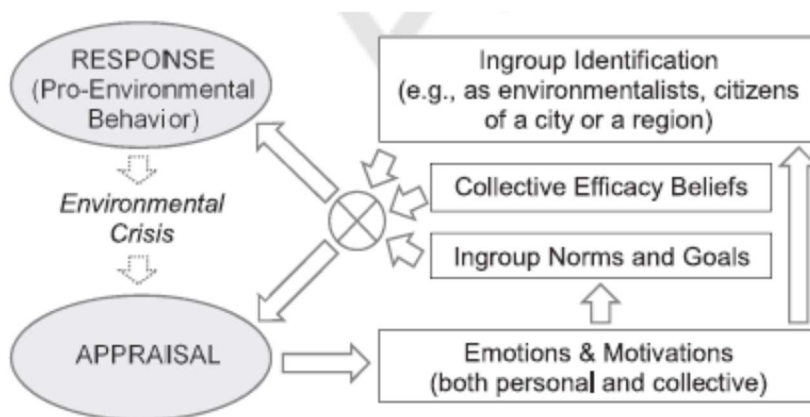 RESPONSE
(Pro-Environmental
Behavior)
Environmental
Crisis
APPRAISAL
Ingroup Identification
(e.g., as environmentalists, citizens
of a city or a region)
Collective Efficacy Beliefs
Ingroup Norms and Goals
Emotions & Motivations
(both personal and collective)